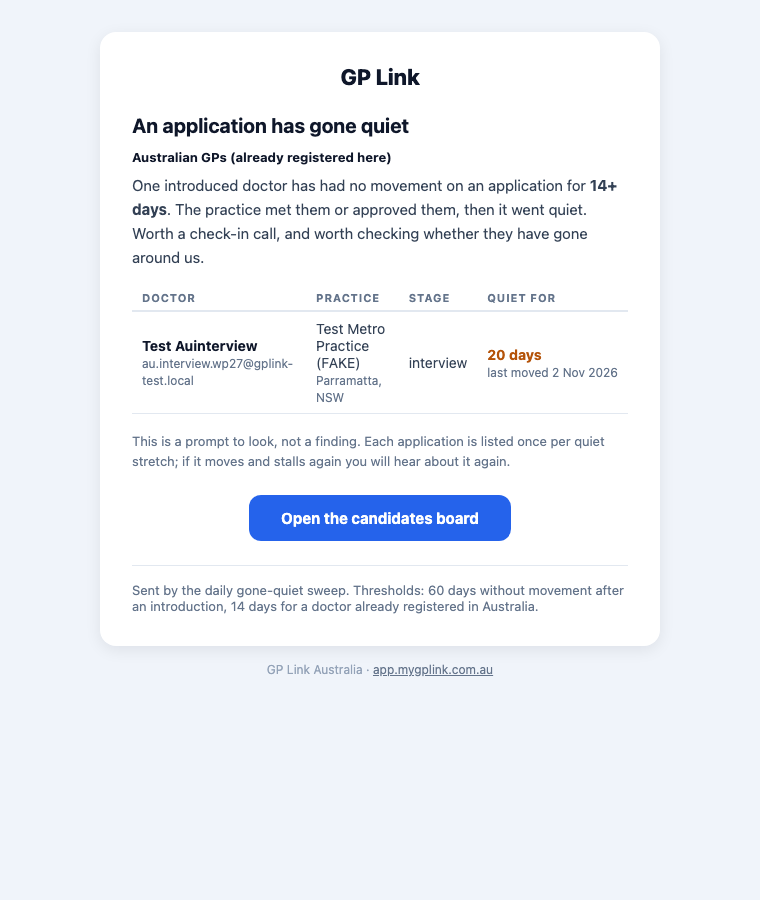 GP Link
An application has gone quiet
Australian GPs (already registered here)
One introduced doctor has had no movement on an application for 14+
days. The practice met them or approved them, then it went quiet.
Worth a check-in call, and worth checking whether they have gone
around us.
DOCTOR PRACTICE STAGE QUIET FOR
Test Auinterview
au.interview.wp27@gplink-
test.local
Test Metro
Practice
(FAKE)
Parramatta,
NSW
interview
20 days
last moved 2 Nov 2026
This is a prompt to look, not a finding. Each application is listed once per quiet
stretch; if it moves and stalls again you will hear about it again.
Open the candidates board
Sent by the daily gone-quiet sweep. Thresholds: 60 days without movement after
an introduction, 14 days for a doctor already registered in Australia.
GP Link Australia · app.mygplink.com.au